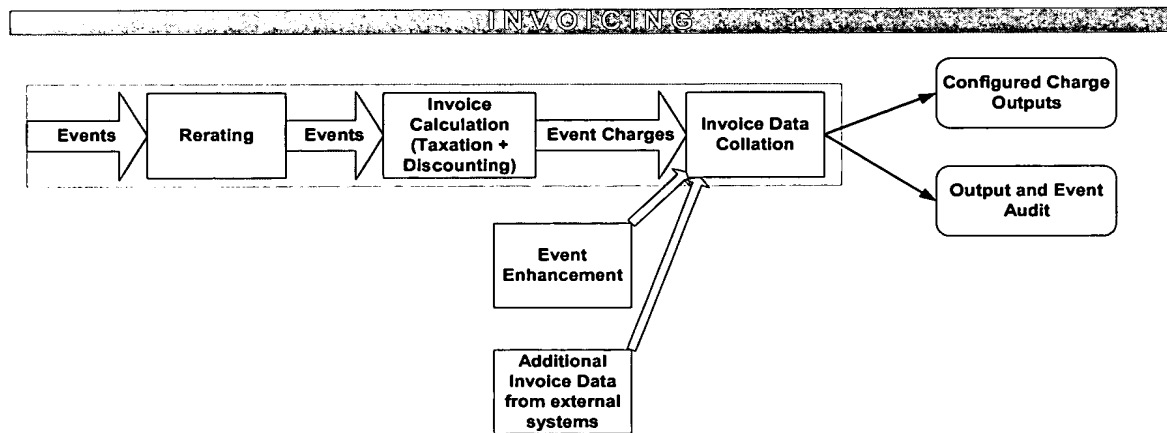 INVOICING
Events
Rerating
Events
Invoice
Calculation
(Taxation +
Discounting)
Event Charges
Invoice Data
Collation
Configured Charge
Outputs
Output and Event
Audit
Event
Enhancement
Additional
Invoice Data
from external
systems